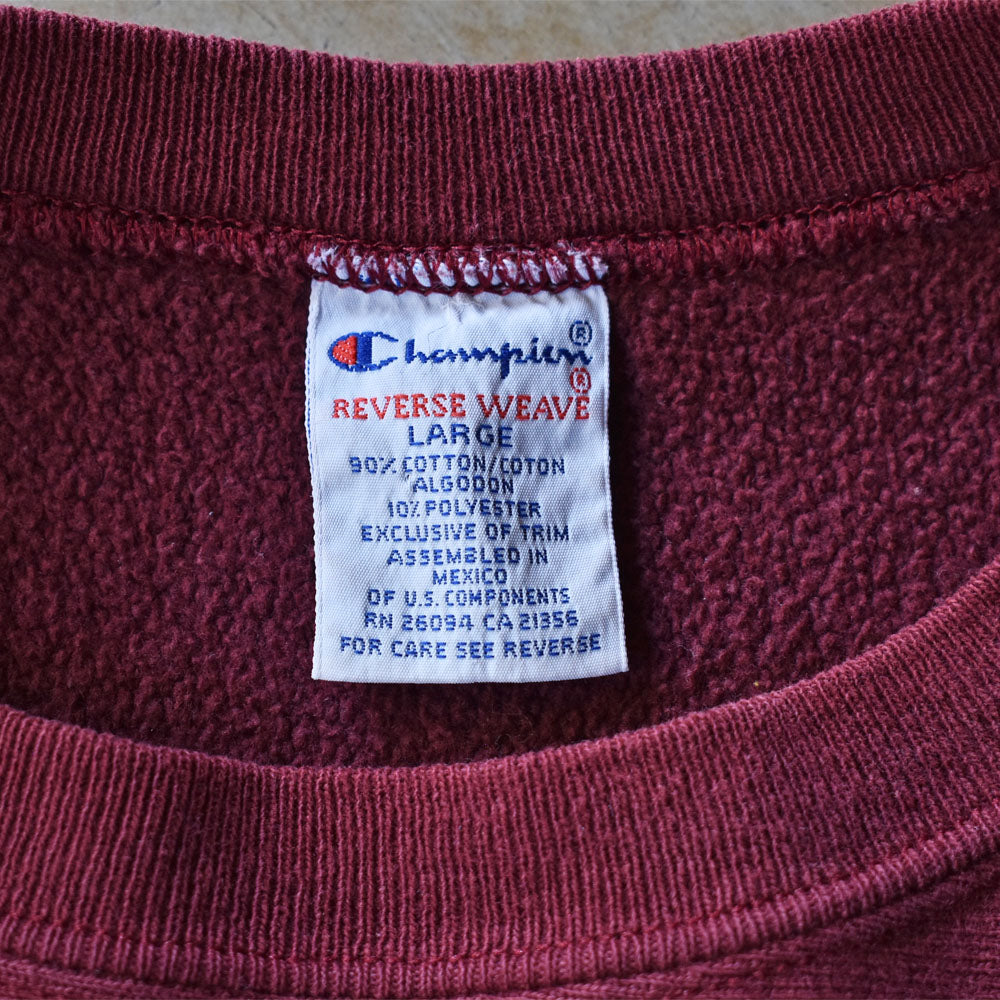 Champion®
REVERSE WEAVE®
LARGE
90% COTTON/COTON
ALGODON
10% POLYESTER
EXCLUSIVE OF TRIM
ASSEMBLED IN
MEXICO
OF U.S. COMPONENTS
RN 26094 CA 21356
FOR CARE SEE REVERSE